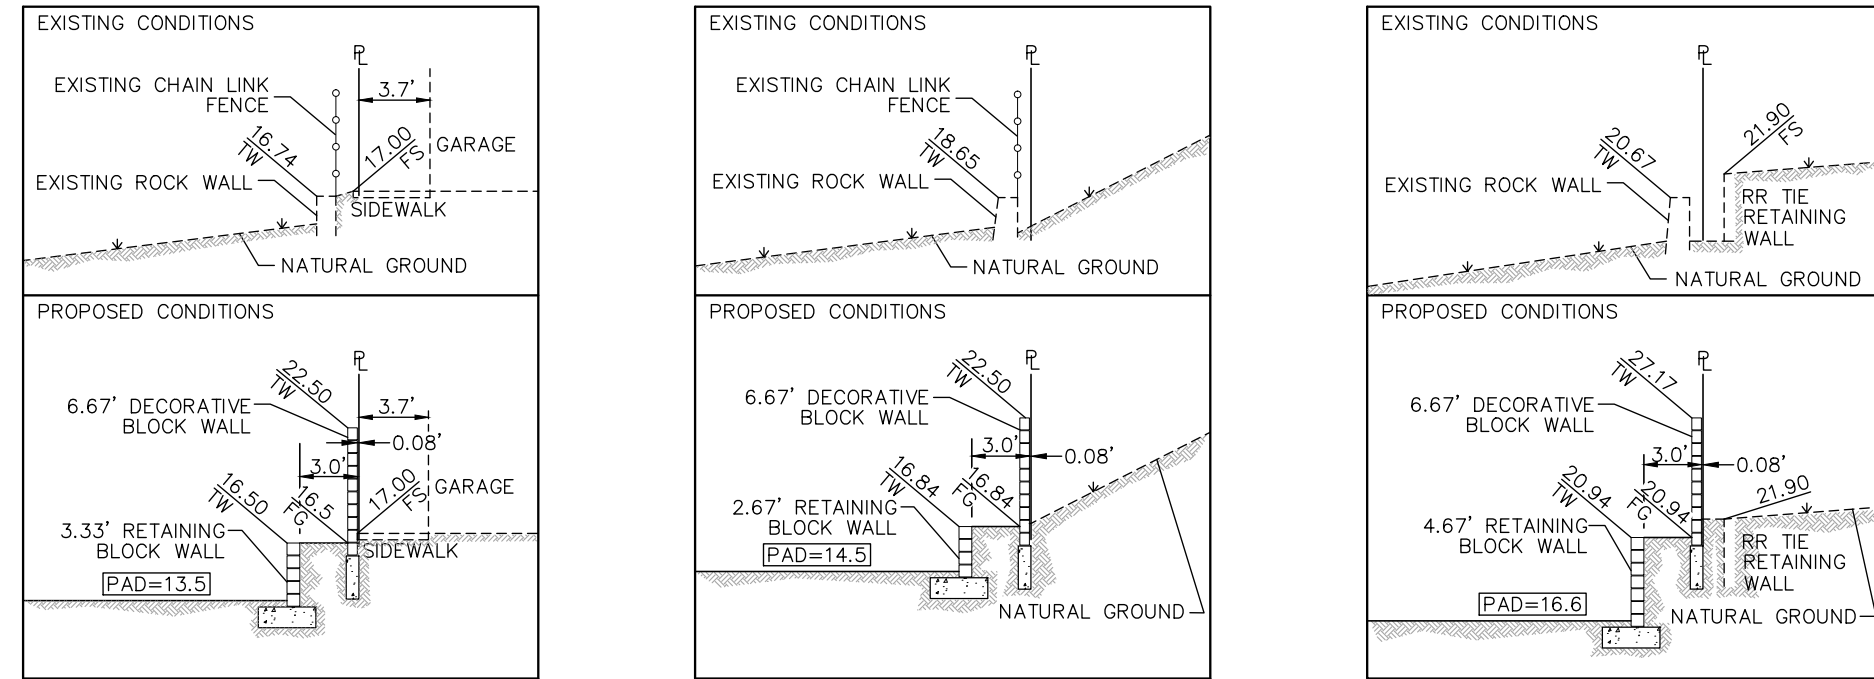 EXISTING CONDITIONS
PL
EXISTING CHAIN LINK
FENCE
3.7'
16.74
TW
17.00
FS
GARAGE
EXISTING ROCK WALL
SIDEWALK
NATURAL GROUND
PROPOSED CONDITIONS
PL
22.50
TW
6.67' DECORATIVE
BLOCK WALL
3.7'
0.08'
3.0'
16.50
TW
16.5
FG
17.00
FS
GARAGE
3.33' RETAINING
BLOCK WALL
SIDEWALK
PAD=13.5
EXISTING CONDITIONS
PL
EXISTING CHAIN LINK
FENCE
18.65
TW
EXISTING ROCK WALL
NATURAL GROUND
PROPOSED CONDITIONS
PL
22.50
TW
6.67' DECORATIVE
BLOCK WALL
3.0'
0.08'
16.84
TW
16.84
FG
2.67' RETAINING
BLOCK WALL
PAD=14.5
NATURAL GROUND
EXISTING CONDITIONS
PL
21.90
FS
20.67
TW
EXISTING ROCK WALL
RR TIE
RETAINING
WALL
NATURAL GROUND
PROPOSED CONDITIONS
PL
27.17
TW
6.67' DECORATIVE
BLOCK WALL
3.0'
0.08'
20.94
TW
20.94
FG
21.90
4.67' RETAINING
BLOCK WALL
RR TIE
RETAINING
WALL
PAD=16.6
NATURAL GROUND